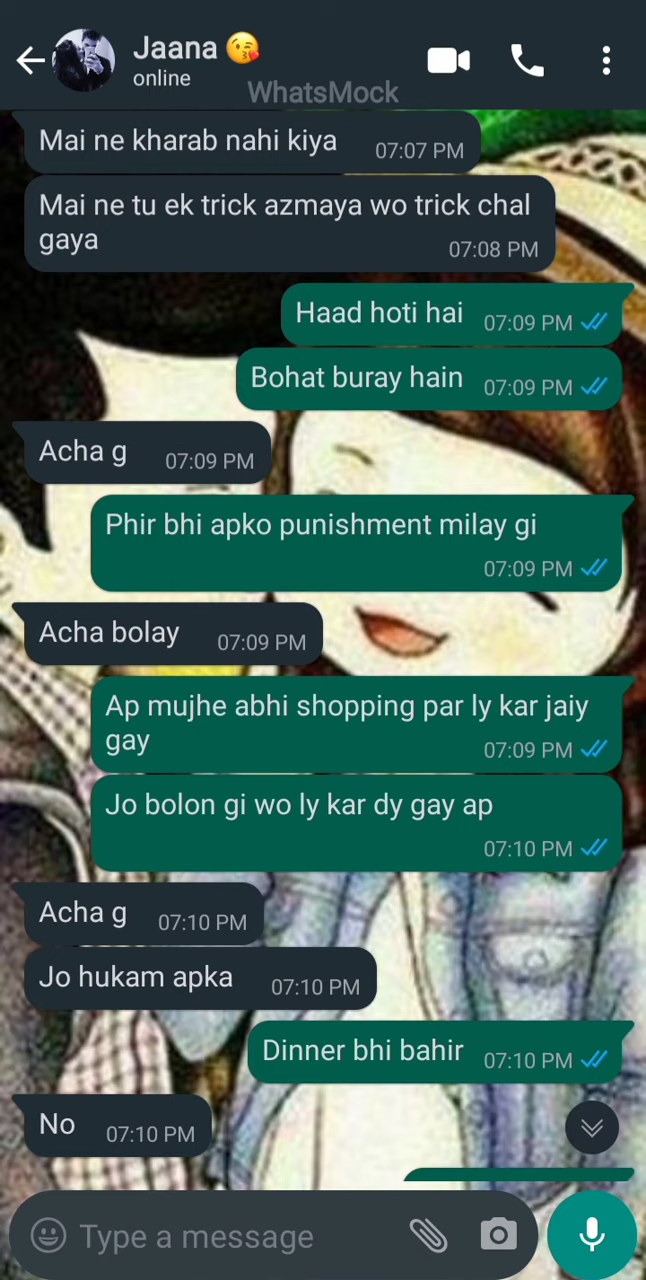 Jaana 😘
online
WhatsMock
Mai ne kharab nahi kiya
07:07 PM
Mai ne tu ek trick azmaya wo trick chal
gaya
07:08 PM
Haad hoti hai
07:09 PM
Bohat buray hain
07:09 PM
Acha g
07:09 PM
Phir bhi apko punishment milay gi
07:09 PM
Acha bolay
07:09 PM
Ap mujhe abhi shopping par ly kar jaiy
gay
07:09 PM
Jo bolon gi wo ly kar dy gay ap
07:10 PM
Acha g
07:10 PM
Jo hukam apka
07:10 PM
Dinner bhi bahir
07:10 PM
No
07:10 PM
Type a message